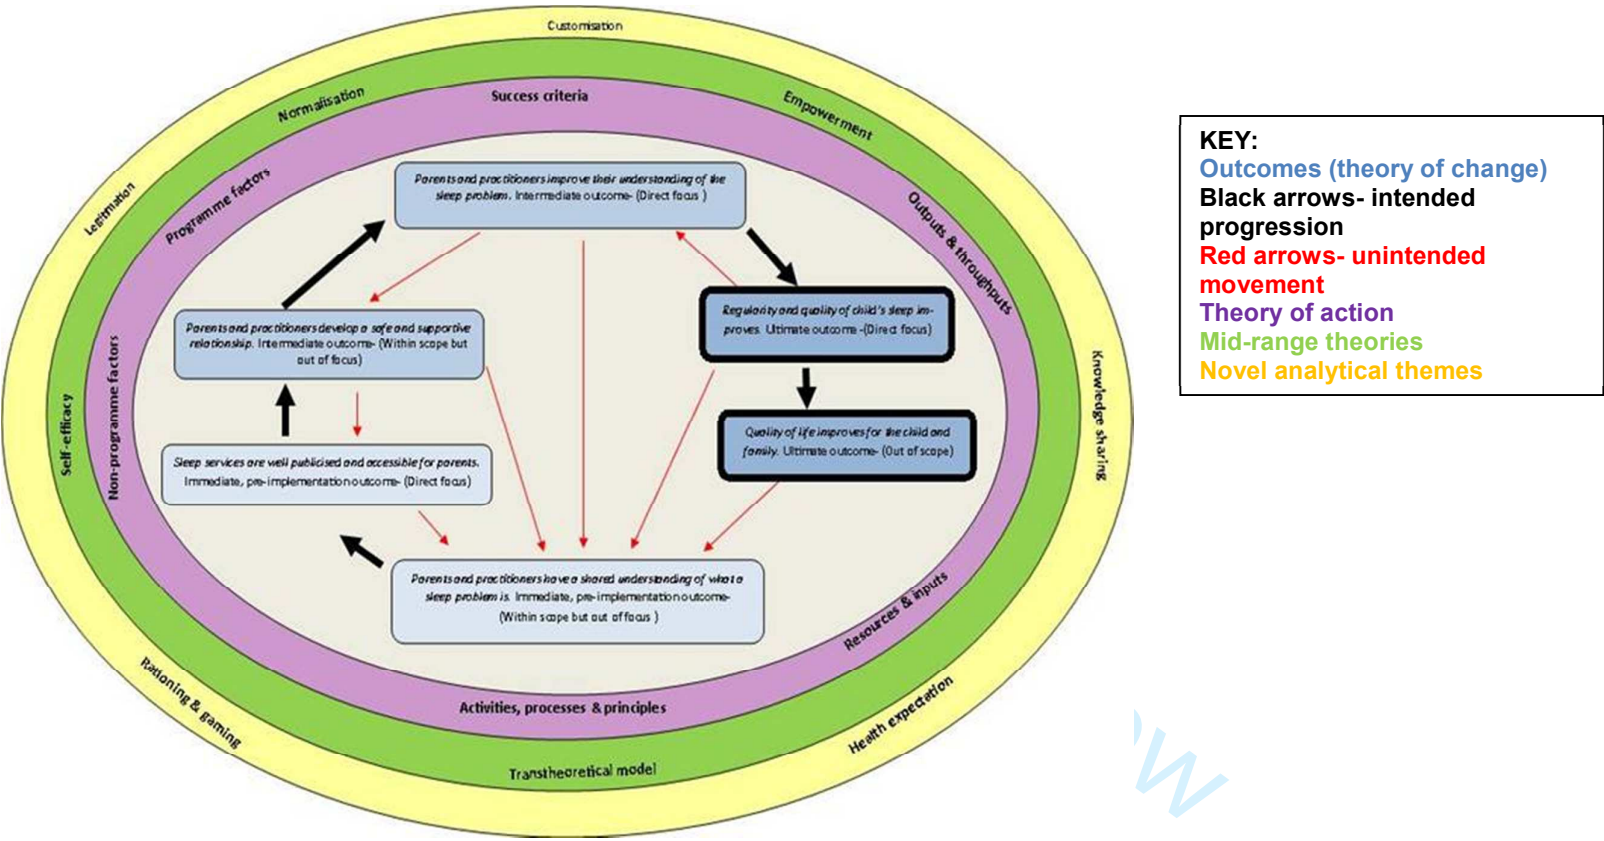 Customisation
Normalisation
Success criteria
Empowerment
Legitmation
Programme factors
Outputs & throughputs
Parents and practitioners improve their understanding of the
sleep problem. Intermediate outcome- (Direct focus )
Regularity and quality of child's sleep im-
proves. Ultimate outcome -(Direct focus)
Parents and practitioners develop a safe and supportive
relationship. Intermediate outcome- (Within scope but
out of focus)
Non-programme factors
Self-efficacy
Knowledge sharing
Quality of life improves for the child and
family. Ultimate outcome- (Out of scope)
Sleep services are well publicised and accessible for parents.
Immediate, pre-implementation outcome- (Direct focus)
Parents and practitioners have a shared understanding of what a
sleep problem is. Immediate, pre-implementation outcome-
(Within scope but out of focus )
Resources & inputs
Rationing & gaming
Activities, processes & principles
Health expectation
Transtheoretical model
KEY:
Outcomes (theory of change)
Black arrows- intended
progression
Red arrows- unintended
movement
Theory of action
Mid-range theories
Novel analytical themes